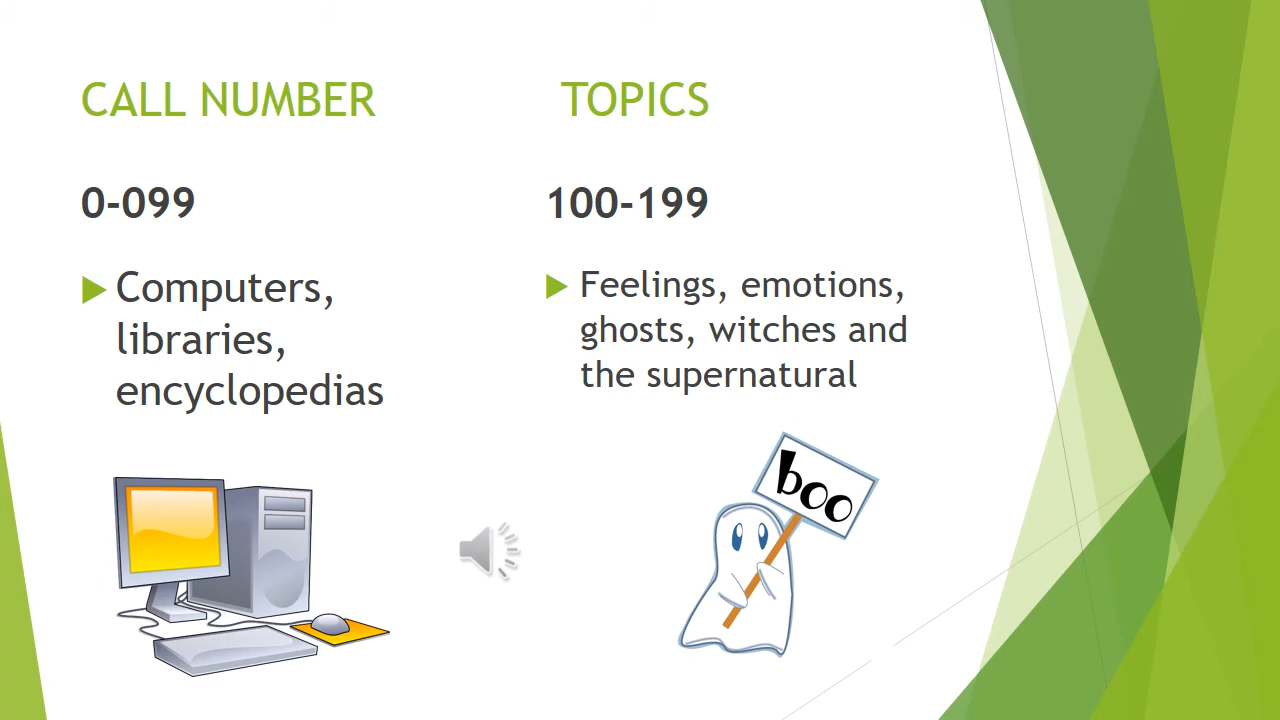 CALL NUMBER TOPICS
0-099
Computers,
libraries,
encyclopedias
100-199
Feelings, emotions,
ghosts, witches and
the supernatural
boo